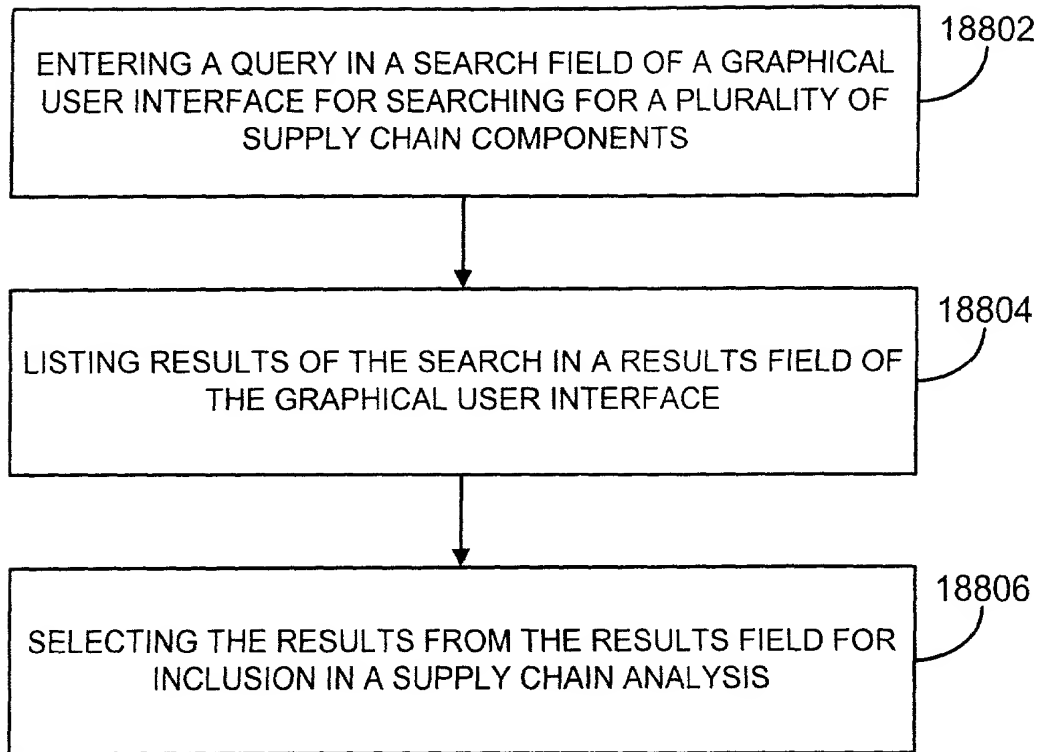 18802
ENTERING A QUERY IN A SEARCH FIELD OF A GRAPHICAL
USER INTERFACE FOR SEARCHING FOR A PLURALITY OF
SUPPLY CHAIN COMPONENTS
18804
LISTING RESULTS OF THE SEARCH IN A RESULTS FIELD OF
THE GRAPHICAL USER INTERFACE
18806
SELECTING THE RESULTS FROM THE RESULTS FIELD FOR
INCLUSION IN A SUPPLY CHAIN ANALYSIS